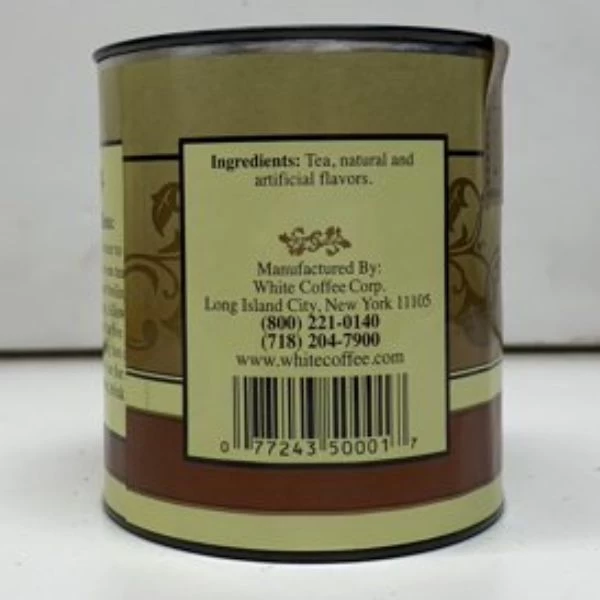 Ingredients: Tea, natural and
artificial flavors.
Manufactured By:
White Coffee Corp.
Long Island City, New York 11105
(800) 221-0140
(718) 204-7900
www.whitecoffee.com
0 77243 50001 7